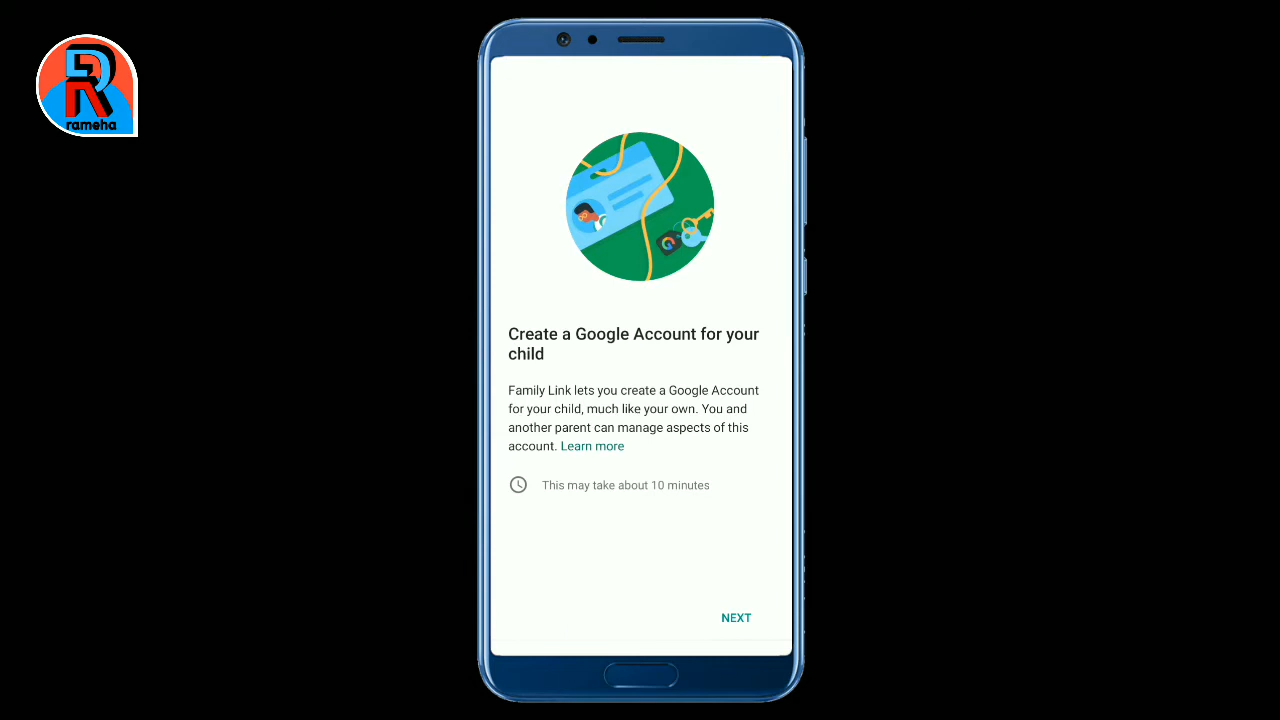 rameha
Create a Google Account for your
child
Family Link lets you create a Google Account
for your child, much like your own. You and
another parent can manage aspects of this
account. Learn more
This may take about 10 minutes
NEXT